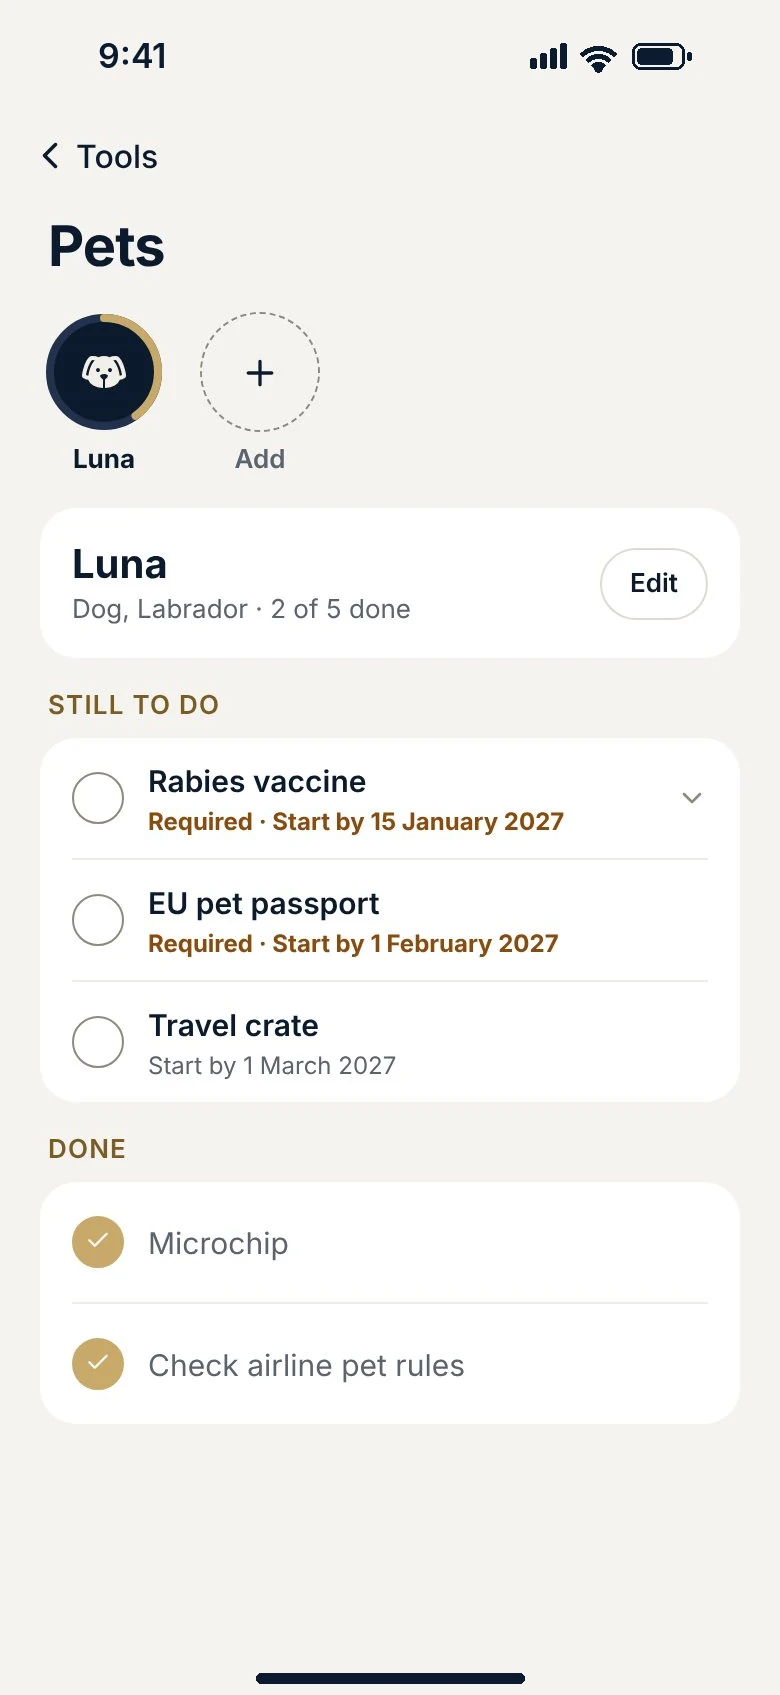 9:41
Tools
Pets
Luna
Add
Luna
Dog, Labrador · 2 of 5 done
Edit
STILL TO DO
Rabies vaccine
Required · Start by 15 January 2027
EU pet passport
Required · Start by 1 February 2027
Travel crate
Start by 1 March 2027
DONE
Microchip
Check airline pet rules